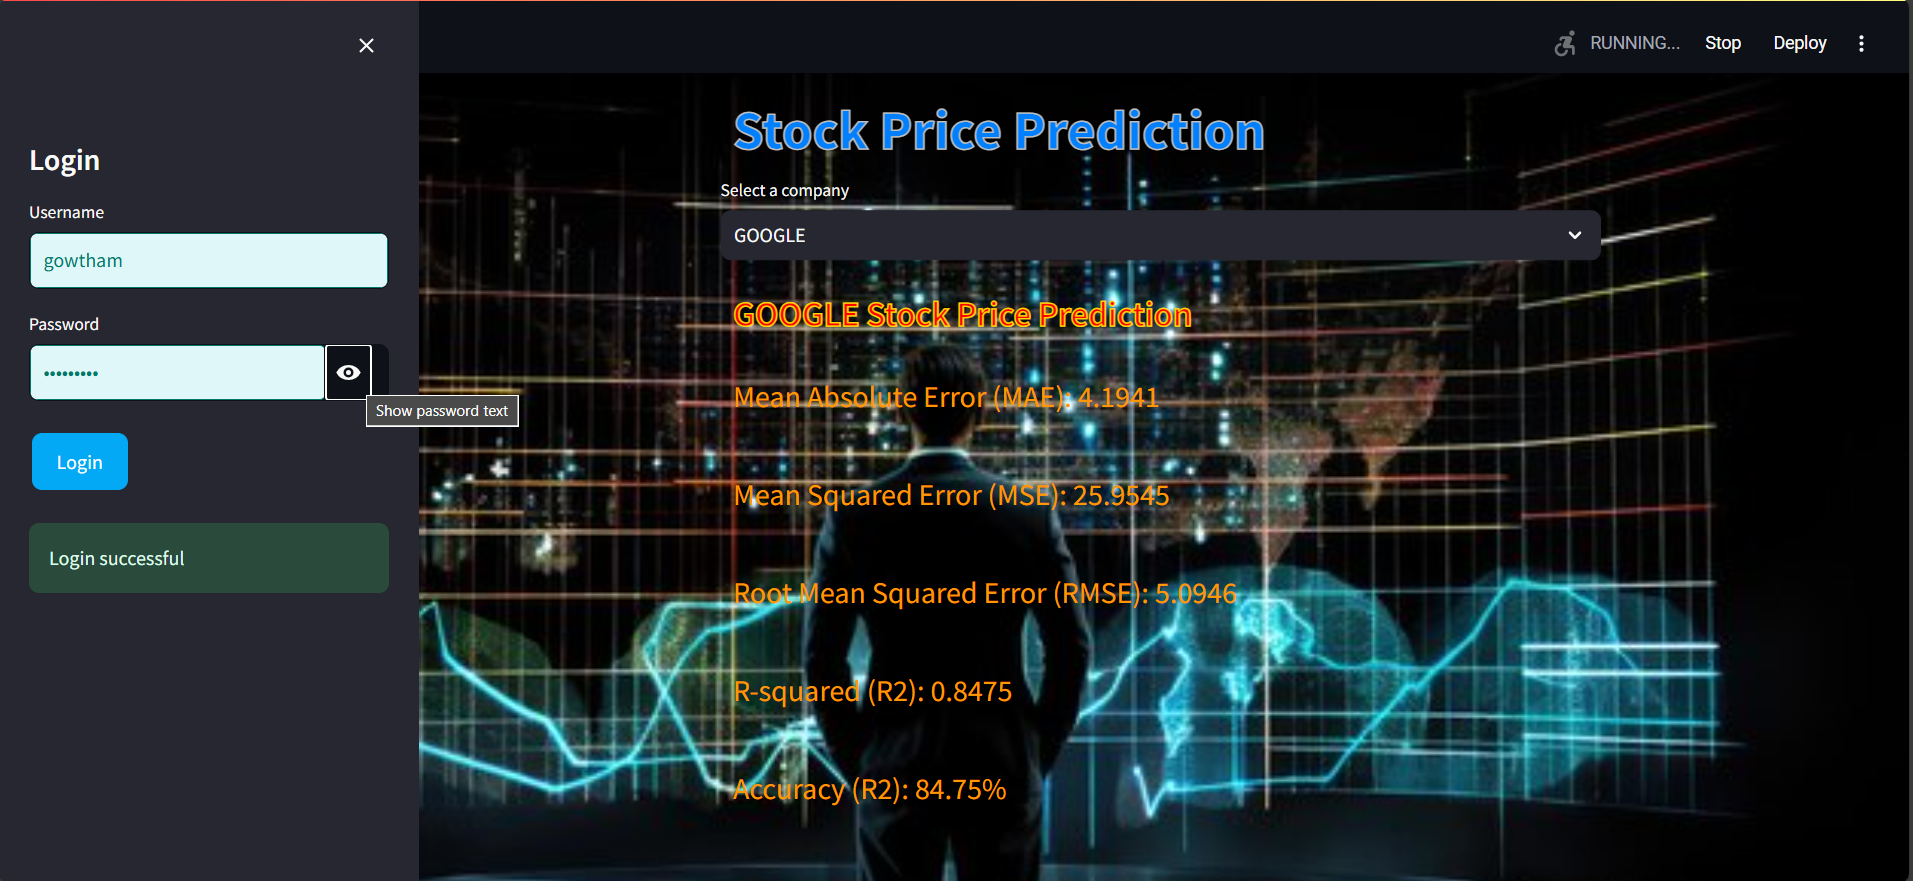 RUNNING...
Stop
Deploy
Login
Username
gowtham
Password
•••••••••
Show password text
Login
Login successful
Stock Price Prediction
Select a company
GOOGLE
GOOGLE Stock Price Prediction
Mean Absolute Error (MAE): 4.1941
Mean Squared Error (MSE): 25.9545
Root Mean Squared Error (RMSE): 5.0946
R-squared (R2): 0.8475
Accuracy (R2): 84.75%